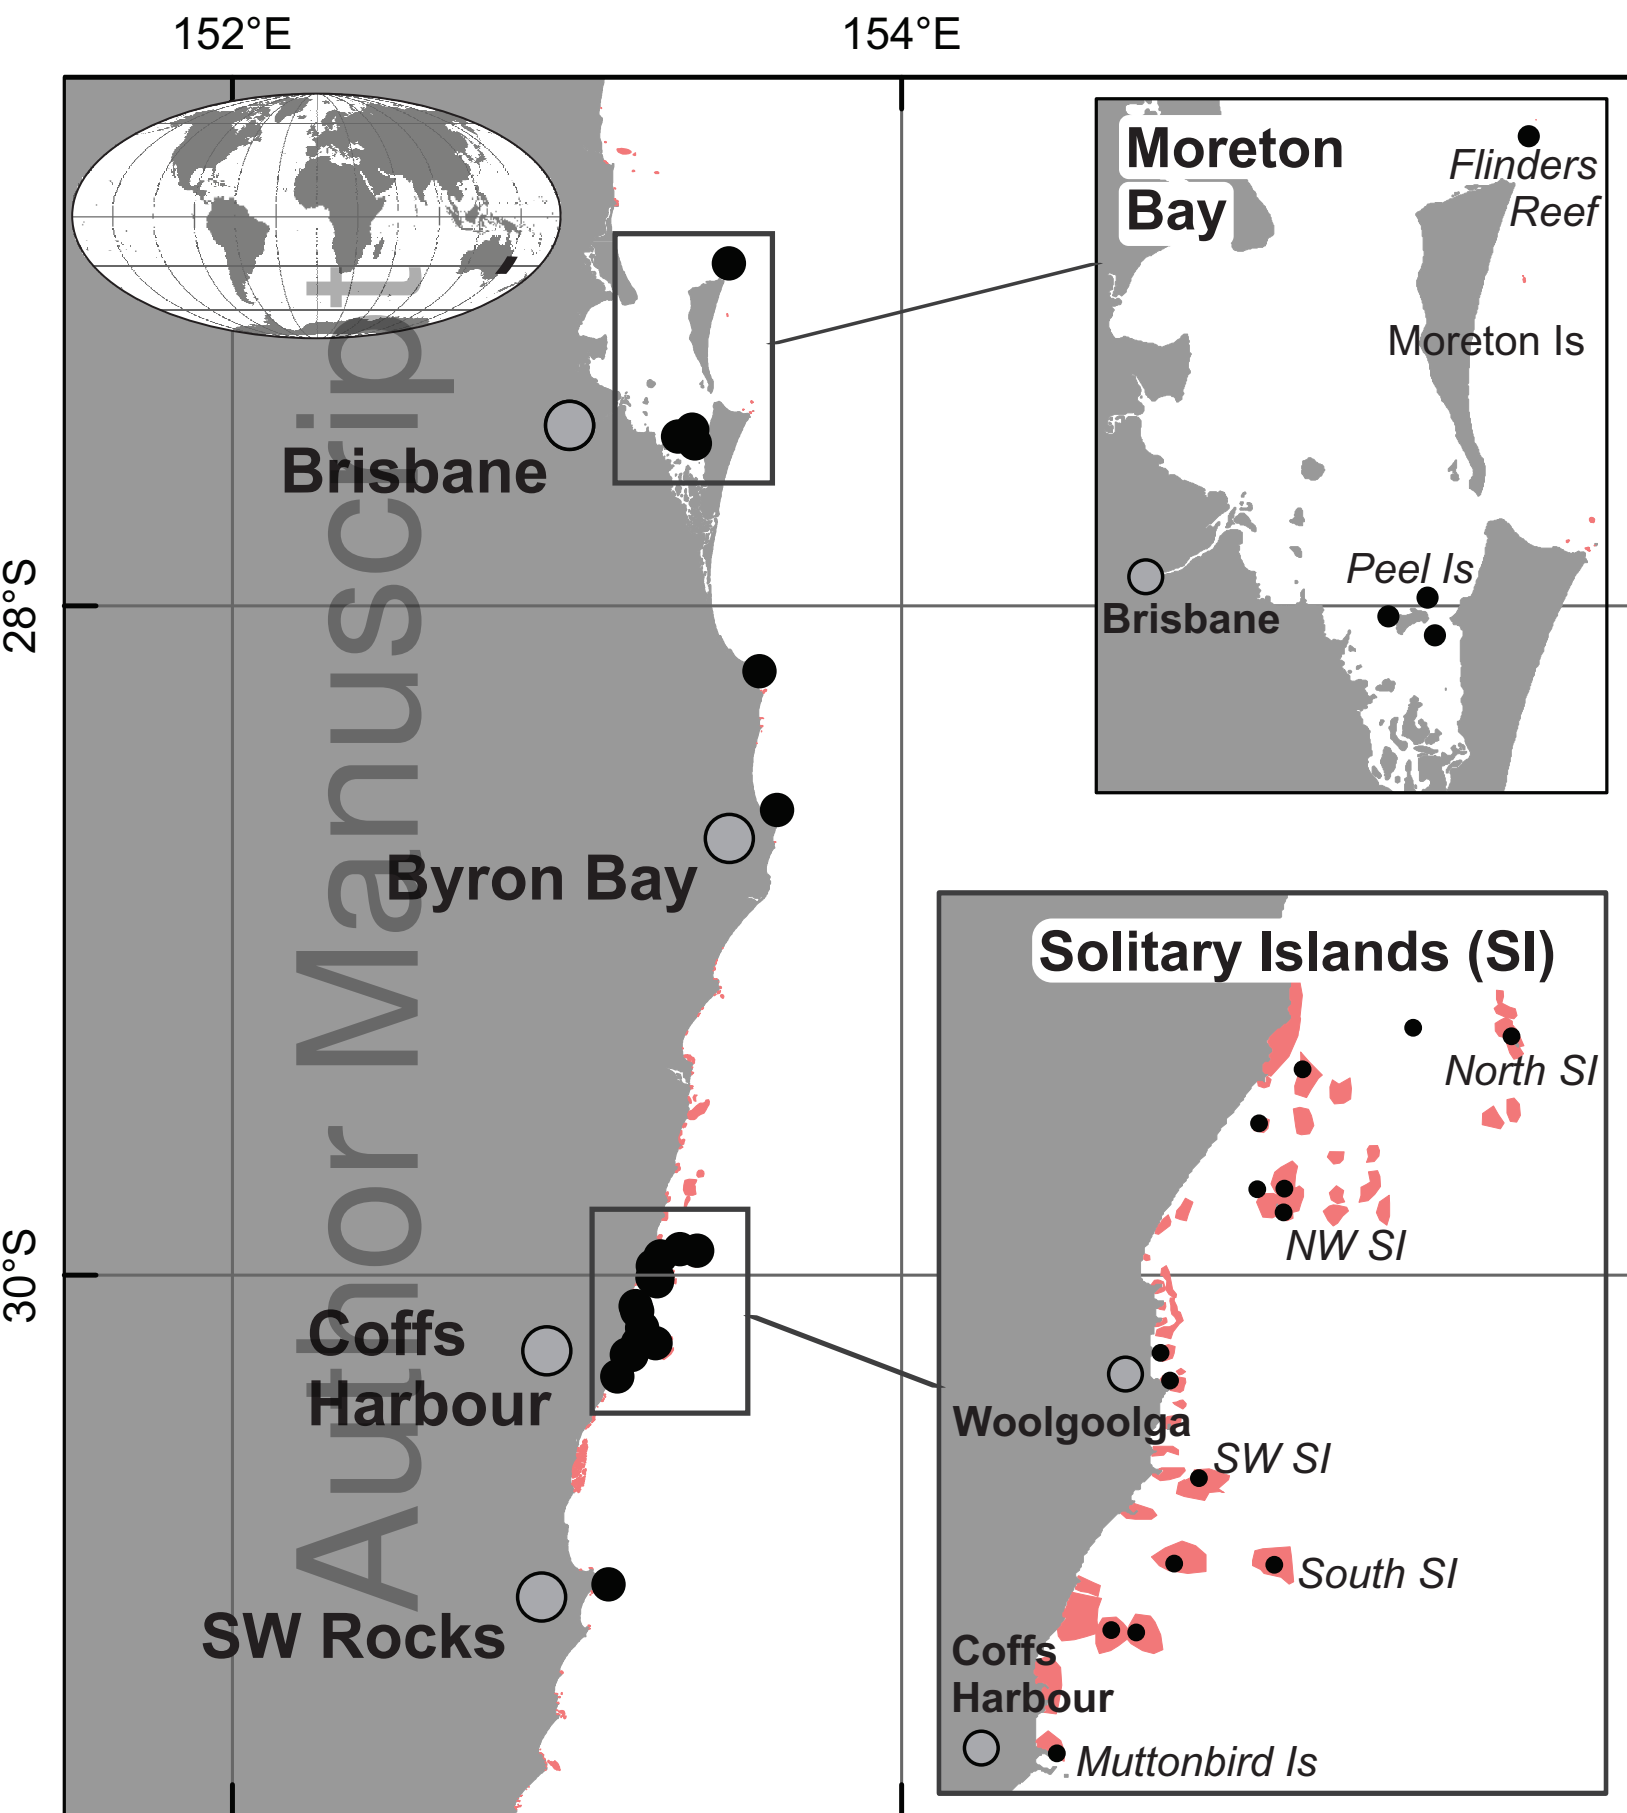 152°E
154°E
28°S
30°S
Author Manuscript
Brisbane
Byron Bay
Coffs
Harbour
SW Rocks
Moreton
Bay
Flinders
Reef
Moreton Is
Peel Is
Brisbane
Solitary Islands (SI)
North SI
NW SI
Woolgoolga
SW SI
South SI
Coffs
Harbour
Muttonbird Is